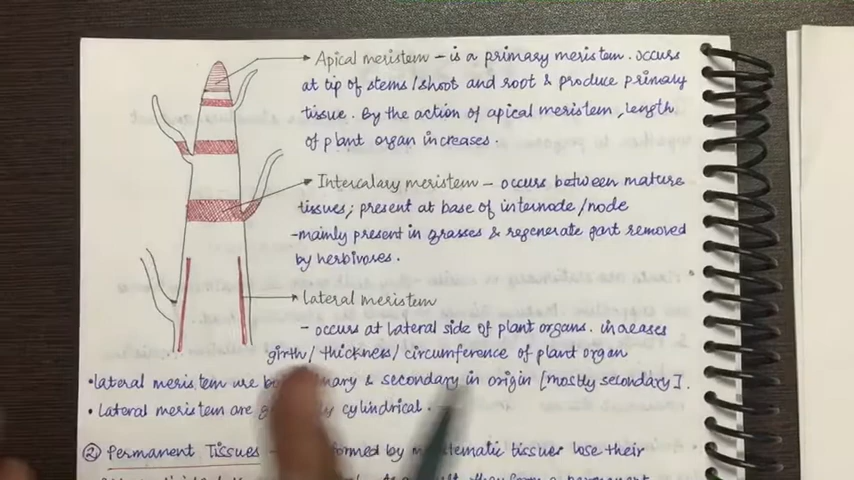 Apical meristem - is a primary meristem. occurs
at tip of stems/shoot and root & produce primary
tissue. By the action of apical meristem, length
of plant organ increases.
Intercalary meristem - occurs between mature
tissues; present at base of internode/node
- mainly present in grasses & regenerate part removed
by herbivores.
Lateral meristem
- occurs at lateral side of plant organs. increases
girth/ thickness/ circumference of plant organ
• lateral meristem are & secondary in origin [mostly secondary].
• Lateral meristem are cylindrical.
② Permanent Tissues - formed by tissues lose their